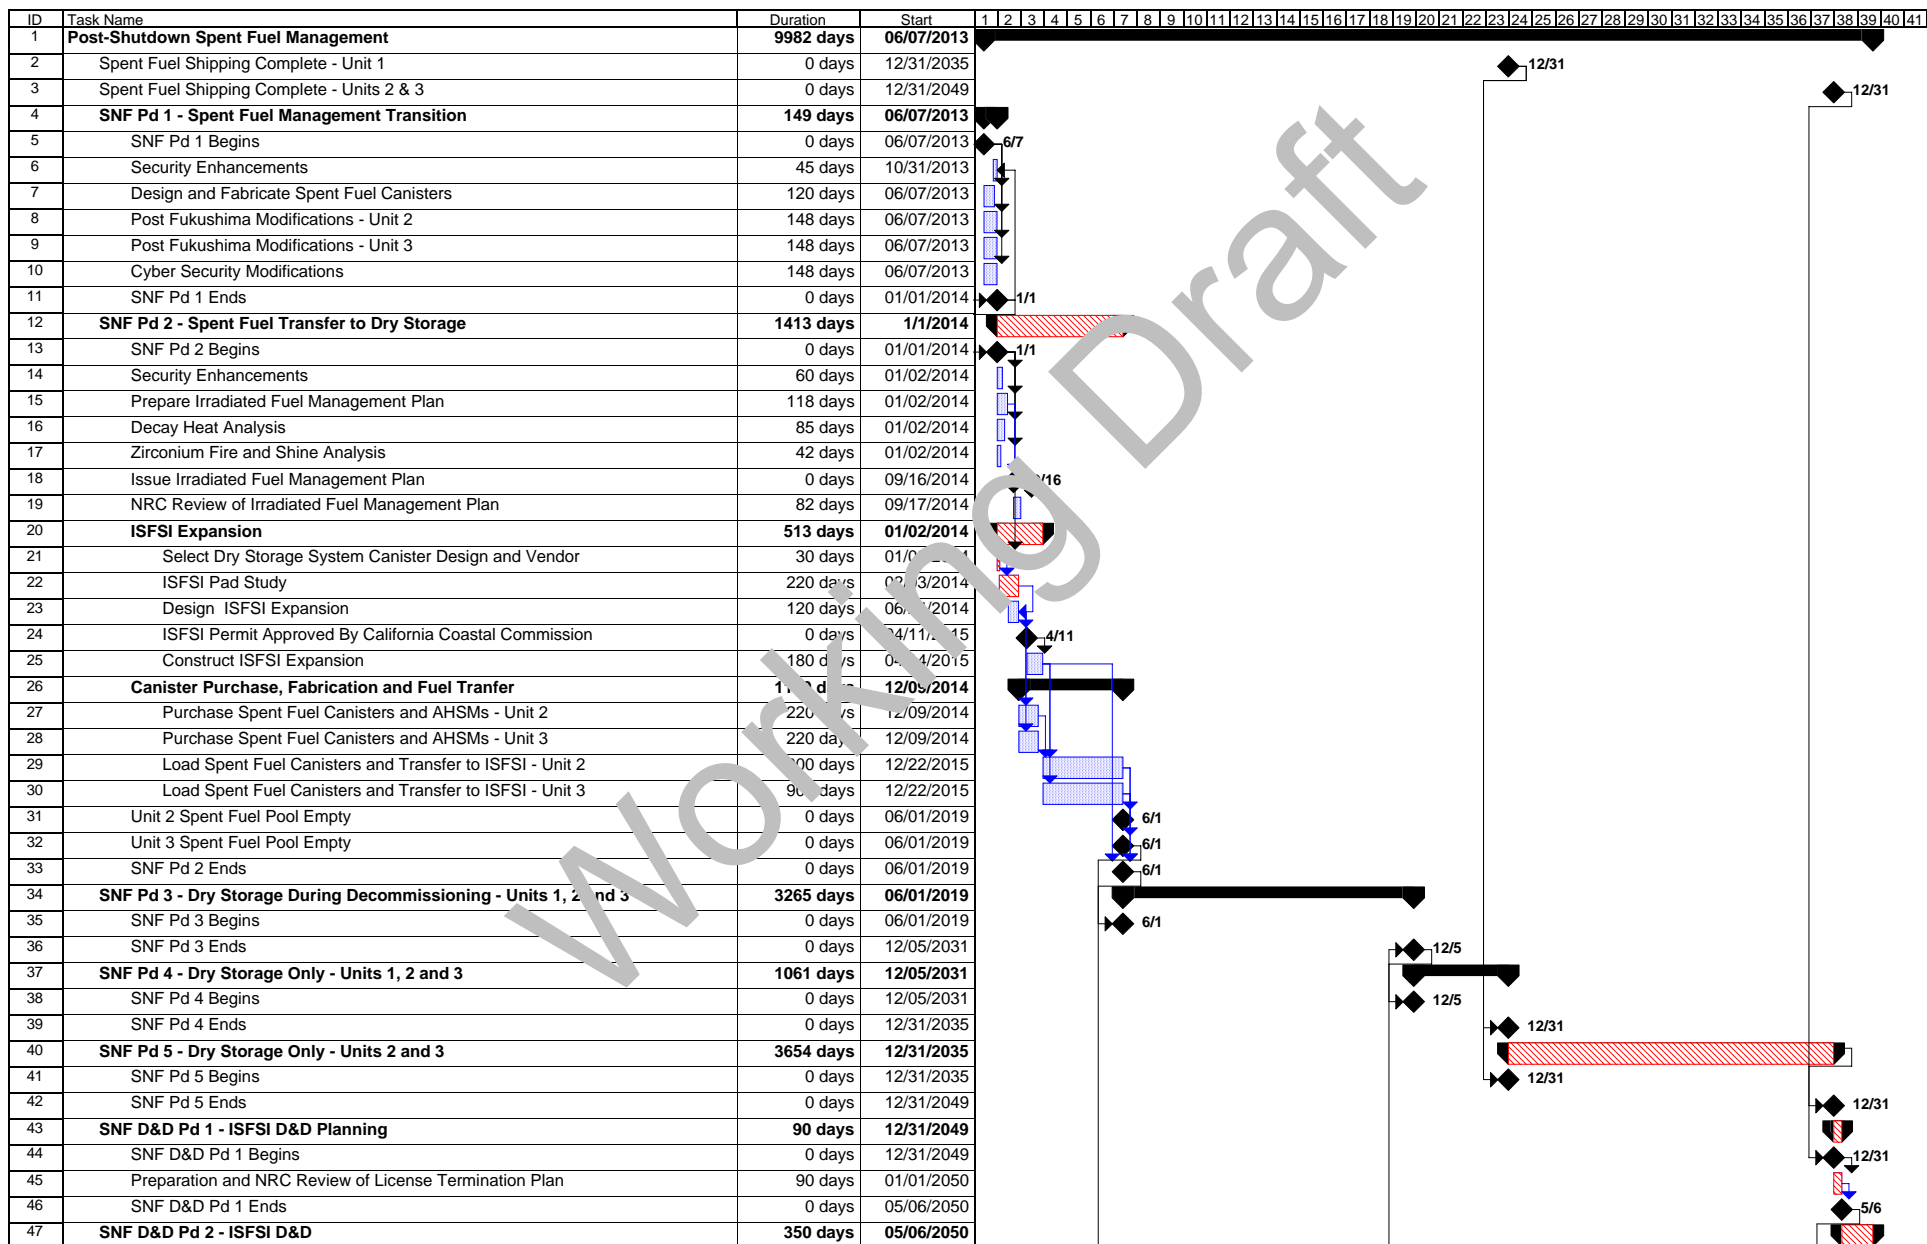 ID Task Name Duration Start 1 2 3 4 5 6 7 8 9 10 11 12 13 14 15 16 17 18 19 20 21 22 23 24 25 26 27 28 29 30 31 32 33 34 35 36 37 38 39 40 41
1 Post-Shutdown Spent Fuel Management 9982 days 06/07/2013
2 Spent Fuel Shipping Complete - Unit 1 0 days 12/31/2035 12/31
3 Spent Fuel Shipping Complete - Units 2 & 3 0 days 12/31/2049 12/31
4 SNF Pd 1 - Spent Fuel Management Transition 149 days 06/07/2013
5 SNF Pd 1 Begins 0 days 06/07/2013 6/7
6 Security Enhancements 45 days 10/31/2013
7 Design and Fabricate Spent Fuel Canisters 120 days 06/07/2013
8 Post Fukushima Modifications - Unit 2 148 days 06/07/2013
9 Post Fukushima Modifications - Unit 3 148 days 06/07/2013
10 Cyber Security Modifications 148 days 06/07/2013
11 SNF Pd 1 Ends 0 days 01/01/2014 1/1
12 SNF Pd 2 - Spent Fuel Transfer to Dry Storage 1413 days 1/1/2014
13 SNF Pd 2 Begins 0 days 01/01/2014 1/1
14 Security Enhancements 60 days 01/02/2014
15 Prepare Irradiated Fuel Management Plan 118 days 01/02/2014
16 Decay Heat Analysis 85 days 01/02/2014
17 Zirconium Fire and Shine Analysis 42 days 01/02/2014
18 Issue Irradiated Fuel Management Plan 0 days 09/16/2014
19 NRC Review of Irradiated Fuel Management Plan 82 days 09/17/2014
20 ISFSI Expansion 513 days 01/02/2014
21 Select Dry Storage System Canister Design and Vendor 30 days
22 ISFSI Pad Study 220 days
23 Design ISFSI Expansion 120 days
24 ISFSI Permit Approved By California Coastal Commission 0 days 4/11
25 Construct ISFSI Expansion 180 days
26 Canister Purchase, Fabrication and Fuel Tranfer 12/09/2014
27 Purchase Spent Fuel Canisters and AHSMs - Unit 2 220 12/09/2014
28 Purchase Spent Fuel Canisters and AHSMs - Unit 3 220 days 12/09/2014
29 Load Spent Fuel Canisters and Transfer to ISFSI - Unit 2 days 12/22/2015
30 Load Spent Fuel Canisters and Transfer to ISFSI - Unit 3 days 12/22/2015
31 Unit 2 Spent Fuel Pool Empty 0 days 06/01/2019 6/1
32 Unit 3 Spent Fuel Pool Empty 0 days 06/01/2019 6/1
33 SNF Pd 2 Ends 0 days 06/01/2019 6/1
34 SNF Pd 3 - Dry Storage During Decommissioning - Units 1, 2 and 3 3265 days 06/01/2019
35 SNF Pd 3 Begins 0 days 06/01/2019 6/1
36 SNF Pd 3 Ends 0 days 12/05/2031 12/5
37 SNF Pd 4 - Dry Storage Only - Units 1, 2 and 3 1061 days 12/05/2031
38 SNF Pd 4 Begins 0 days 12/05/2031 12/5
39 SNF Pd 4 Ends 0 days 12/31/2035 12/31
40 SNF Pd 5 - Dry Storage Only - Units 2 and 3 3654 days 12/31/2035
41 SNF Pd 5 Begins 0 days 12/31/2035 12/31
42 SNF Pd 5 Ends 0 days 12/31/2049 12/31
43 SNF D&D Pd 1 - ISFSI D&D Planning 90 days 12/31/2049
44 SNF D&D Pd 1 Begins 0 days 12/31/2049 12/31
45 Preparation and NRC Review of License Termination Plan 90 days 01/01/2050
46 SNF D&D Pd 1 Ends 0 days 05/06/2050 5/6
47 SNF D&D Pd 2 - ISFSI D&D 350 days 05/06/2050
Working Draft